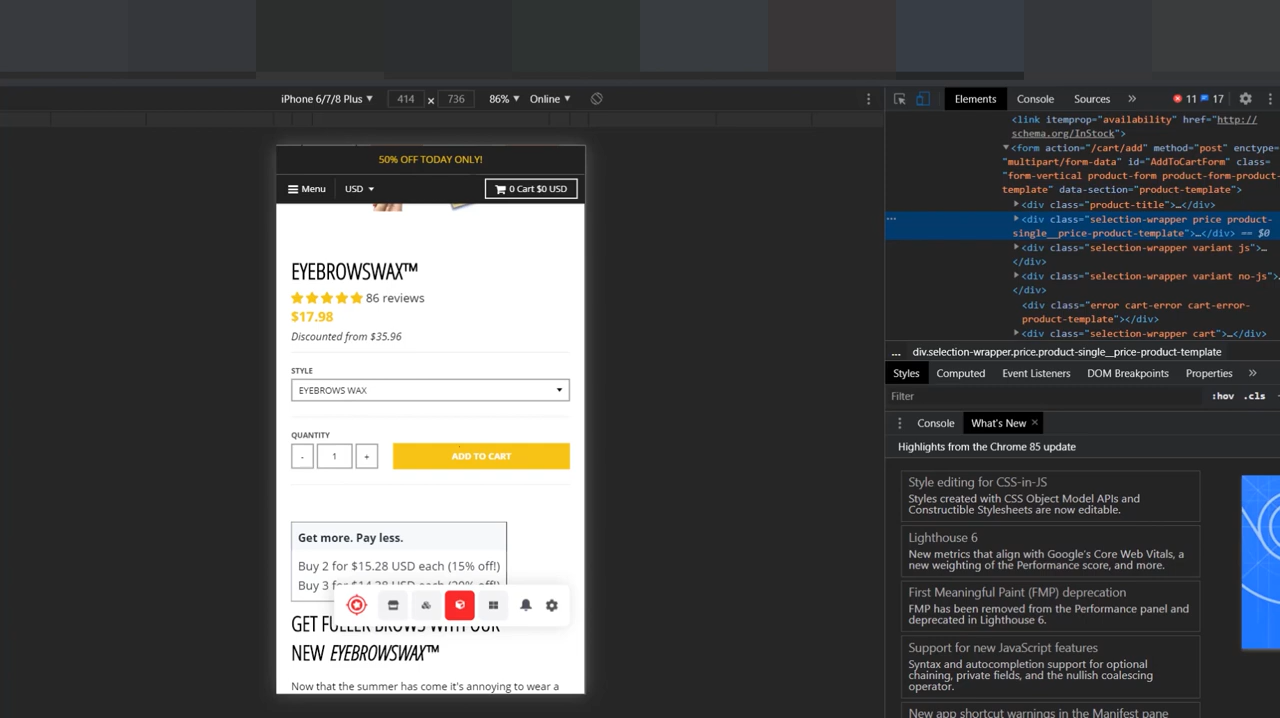 iPhone 6/7/8 Plus ▼ 414 × 736 86% ▼ Online ▼
Elements Console Sources » 11 17
50% OFF TODAY ONLY!
Menu USD 0 Cart $0 USD
EYEBROWSWAX™
86 reviews
$17.98
Discounted from $35.96
STYLE
EYEBROWS WAX
QUANTITY
- 1 + ADD TO CART
Get more. Pay less.
Buy 2 for $15.28 USD each (15% off!)
Buy 3 for $14.38 USD each (20% off!)
GET FULLER BROWS WITH OUR
NEW EYEBROWSWAX™
Now that the summer has come it's annoying to wear a
<link itemprop="availability" href="http://
schema.org/InStock">
▼<form action="/cart/add" method="post" enctype=
"multipart/form-data" id="AddToCartForm" class=
"form-vertical product-form product-form-product-
template" data-section="product-template">
▶<div class="product-title">…</div>
… ▶<div class="selection-wrapper price product-
single__price-product-template">…</div> == $0
▶<div class="selection-wrapper variant js">…
</div>
▶<div class="selection-wrapper variant no-js">…
</div>
<div class="error cart-error cart-error-
product-template"></div>
▶<div class="selection-wrapper cart">…</div>
... div.selection-wrapper.price.product-single__price-product-template
Styles Computed Event Listeners DOM Breakpoints Properties »
Filter :hov .cls
Console What's New ×
Highlights from the Chrome 85 update
Style editing for CSS-in-JS
Styles created with CSS Object Model APIs and
Constructible Stylesheets are now editable.
Lighthouse 6
New metrics that align with Google's Core Web Vitals, a
new weighting of the Performance score, and more.
First Meaningful Paint (FMP) deprecation
FMP has been removed from the Performance panel and
deprecated in Lighthouse 6.
Support for new JavaScript features
Syntax and autocompletion support for optional
chaining, private fields, and the nullish coalescing
operator.
New app shortcut warnings in the Manifest pane